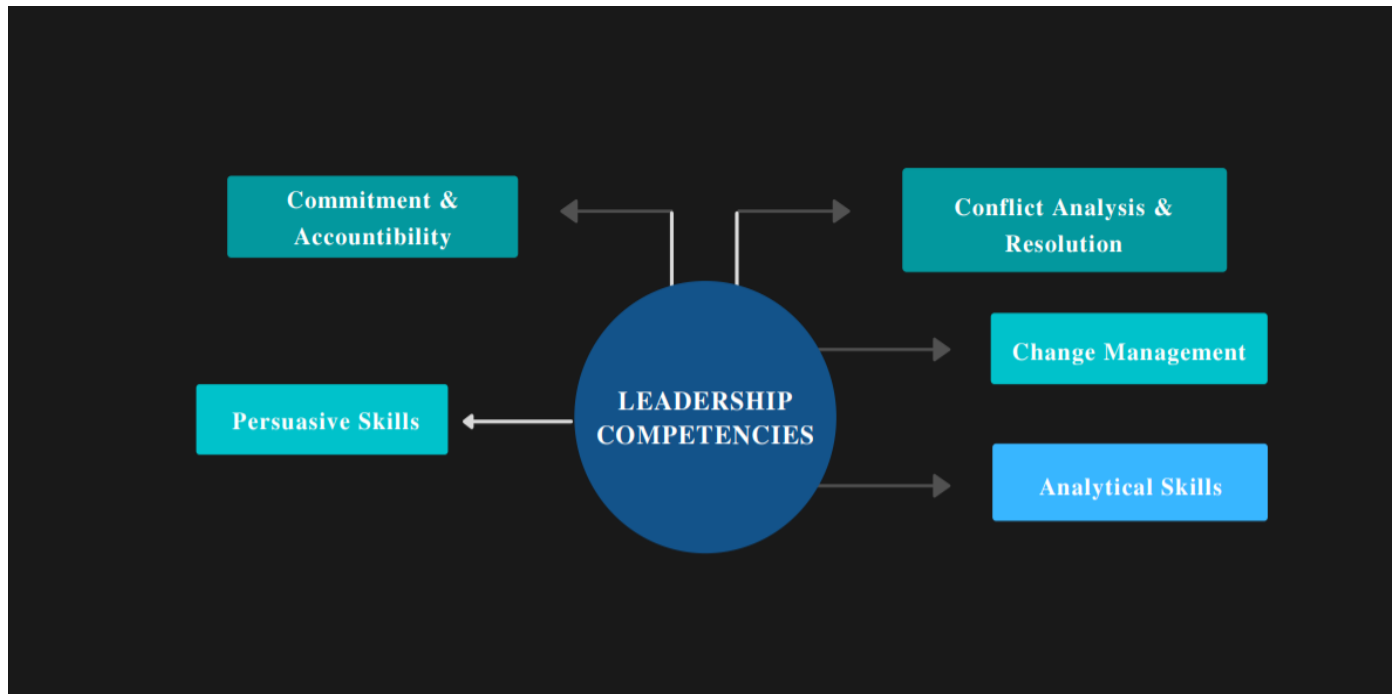 Commitment &
Accountibility
Conflict Analysis &
Resolution
Change Management
LEADERSHIP
COMPETENCIES
Persuasive Skills
Analytical Skills